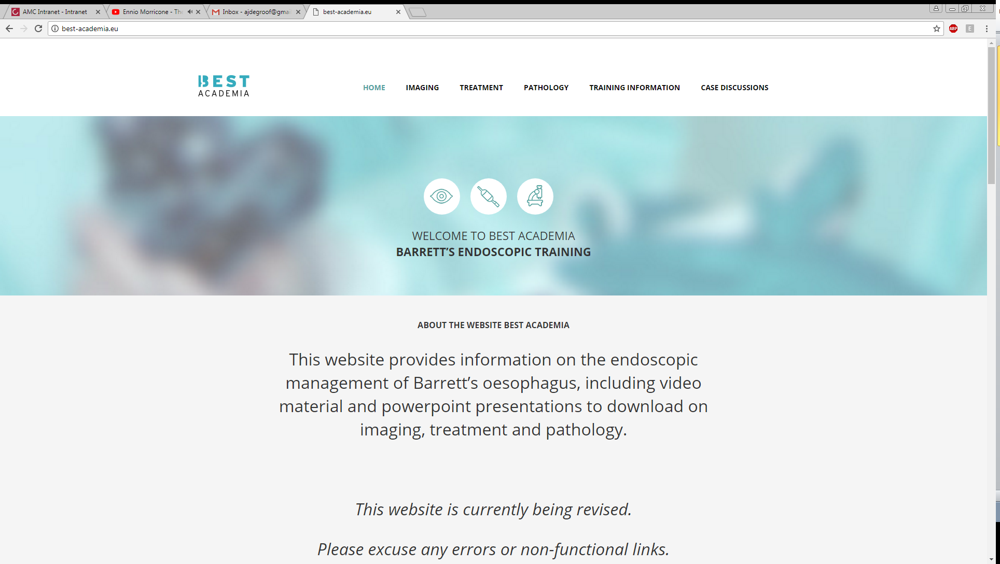 AMC Intranet - Intranet
Ennio Morricone - The
Inbox - ajdegroof@gmai
best-academia.eu
best-academia.eu
ABP
E
BEST
ACADEMIA
HOME
IMAGING
TREATMENT
PATHOLOGY
TRAINING INFORMATION
CASE DISCUSSIONS
WELCOME TO BEST ACADEMIA
BARRETT’S ENDOSCOPIC TRAINING
ABOUT THE WEBSITE BEST ACADEMIA
This website provides information on the endoscopic
management of Barrett’s oesophagus, including video
material and powerpoint presentations to download on
imaging, treatment and pathology.
This website is currently being revised.
Please excuse any errors or non-functional links.